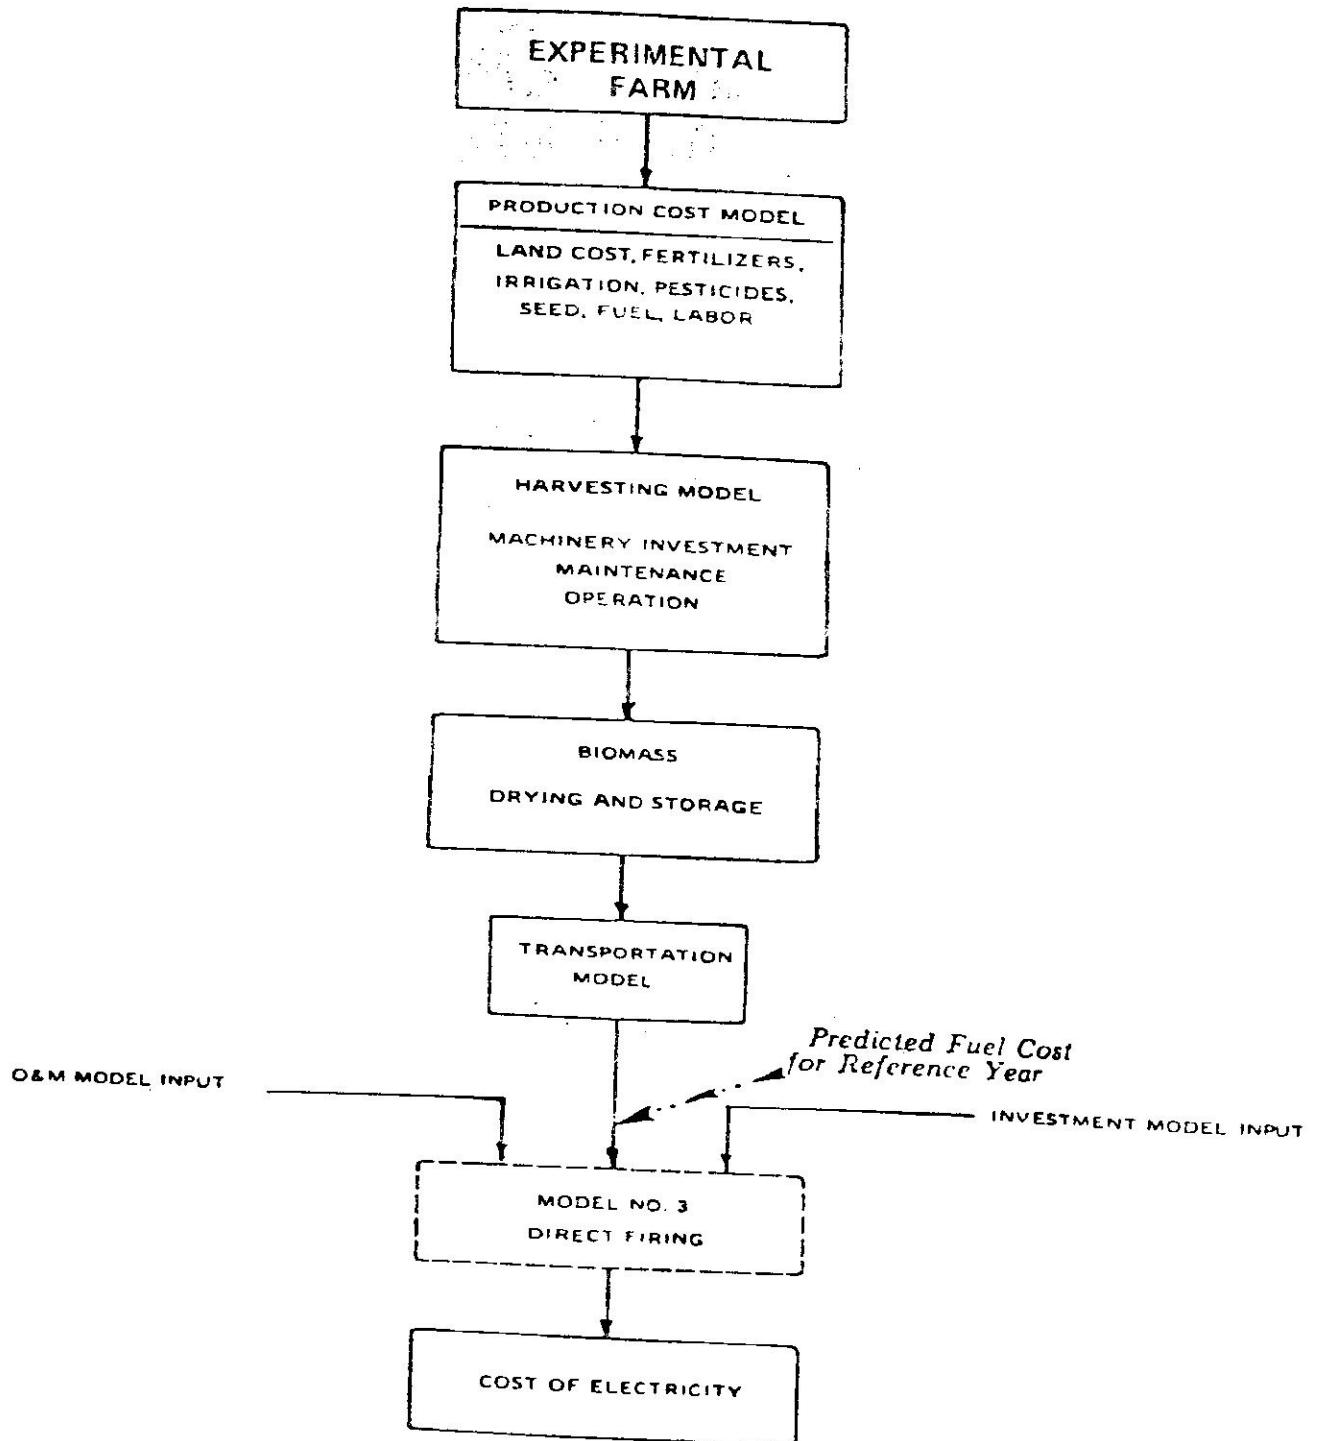 EXPERIMENTAL
FARM
PRODUCTION COST MODEL
LAND COST, FERTILIZERS,
IRRIGATION, PESTICIDES,
SEED, FUEL, LABOR
HARVESTING MODEL
MACHINERY INVESTMENT
MAINTENANCE
OPERATION
BIOMASS
DRYING AND STORAGE
TRANSPORTATION
MODEL
Predicted Fuel Cost
for Reference Year
O&M MODEL INPUT
INVESTMENT MODEL INPUT
MODEL NO. 3
DIRECT FIRING
COST OF ELECTRICITY